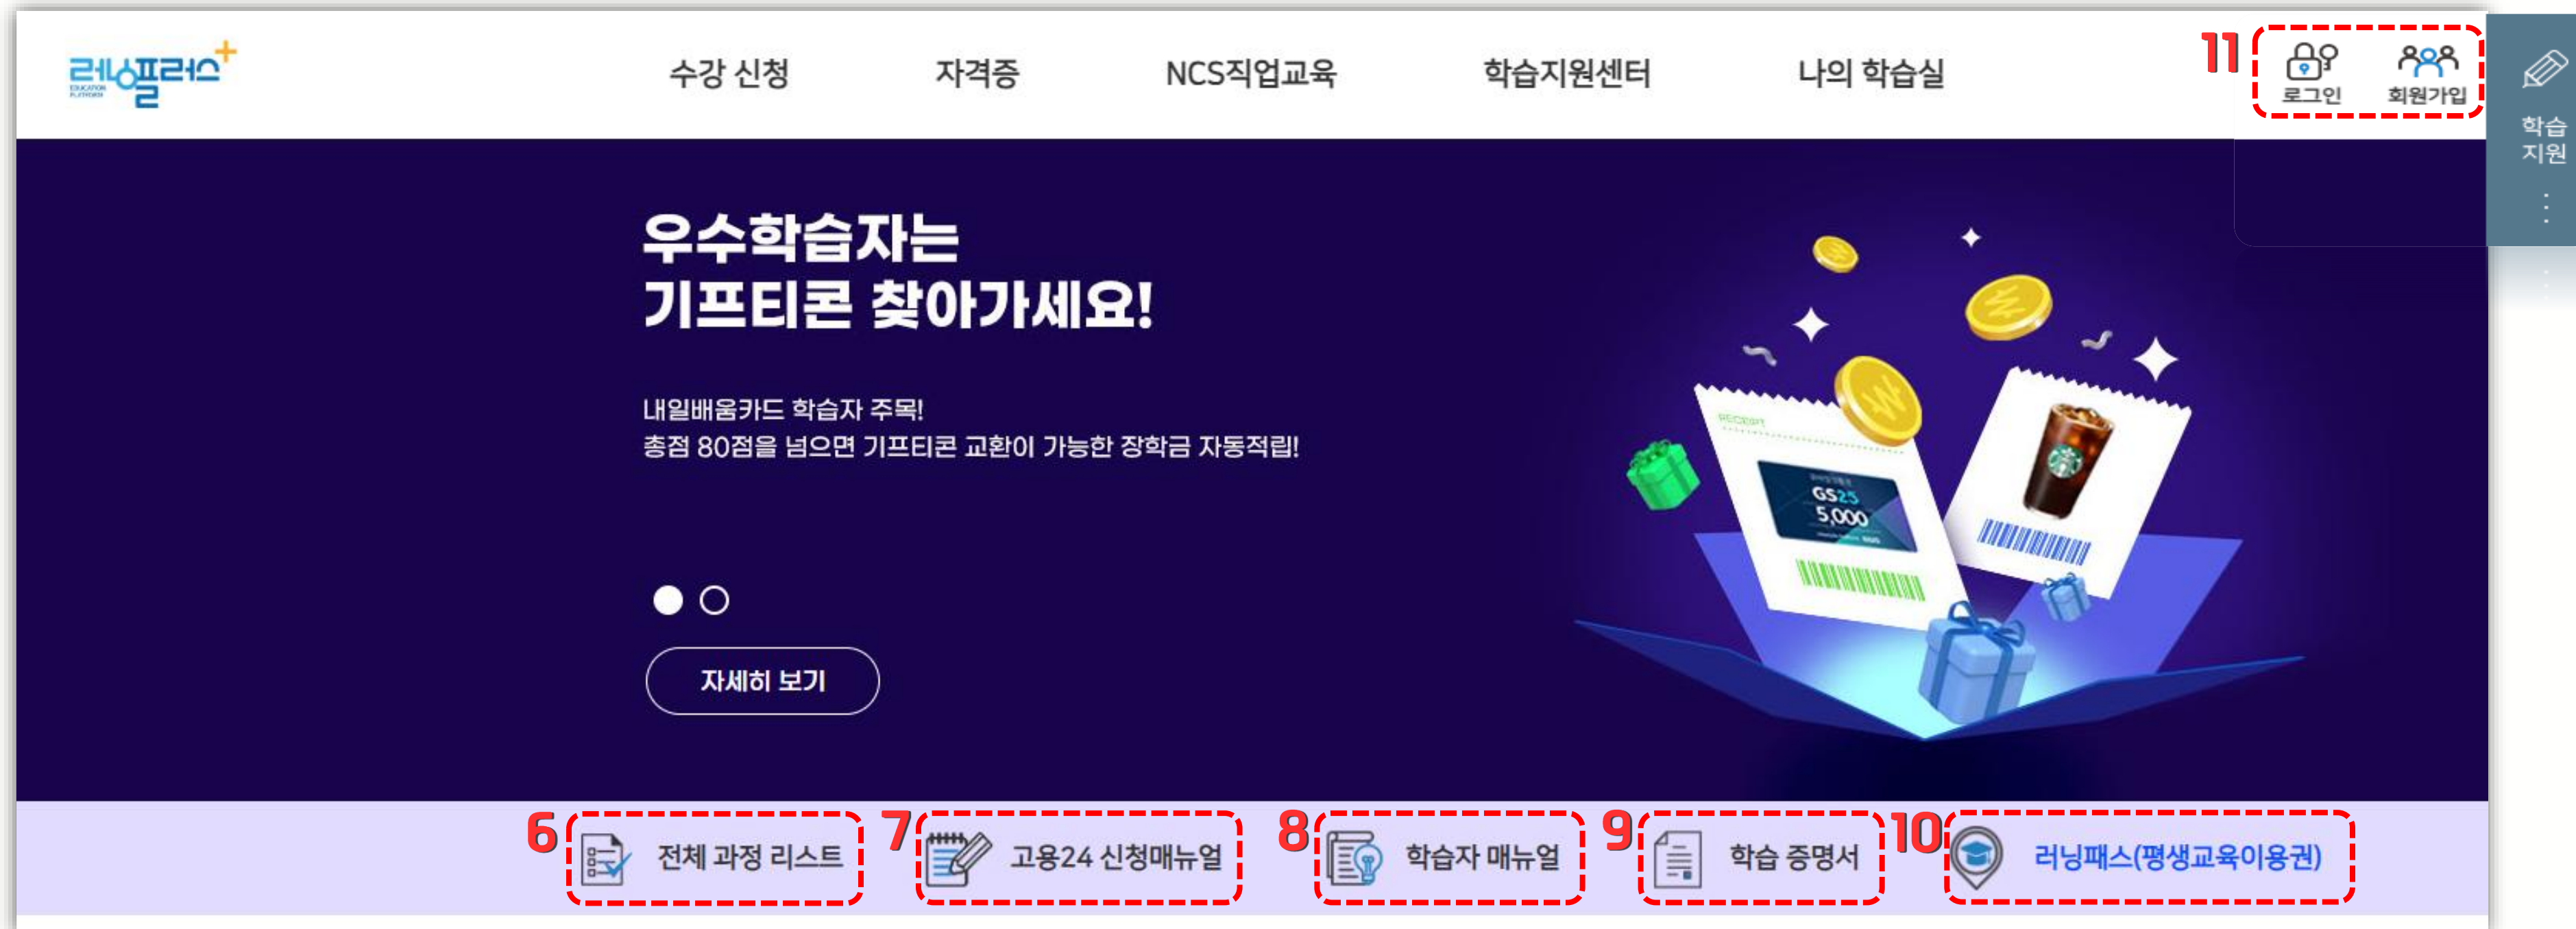 러닝플러스+
EDUCATION
PLATFORM
수강 신청
자격증
NCS직업교육
학습지원센터
나의 학습실
11
로그인
회원가입
학습
지원
우수학습자는
기프티콘 찾아가세요!
내일배움카드 학습자 주목!
총점 80점을 넘으면 기프티콘 교환이 가능한 장학금 자동적립!
RECEIPT
GS25
5,000
자세히 보기
6
전체 과정 리스트
7
고용24 신청매뉴얼
8
학습자 매뉴얼
9
학습 증명서
10
러닝패스(평생교육이용권)